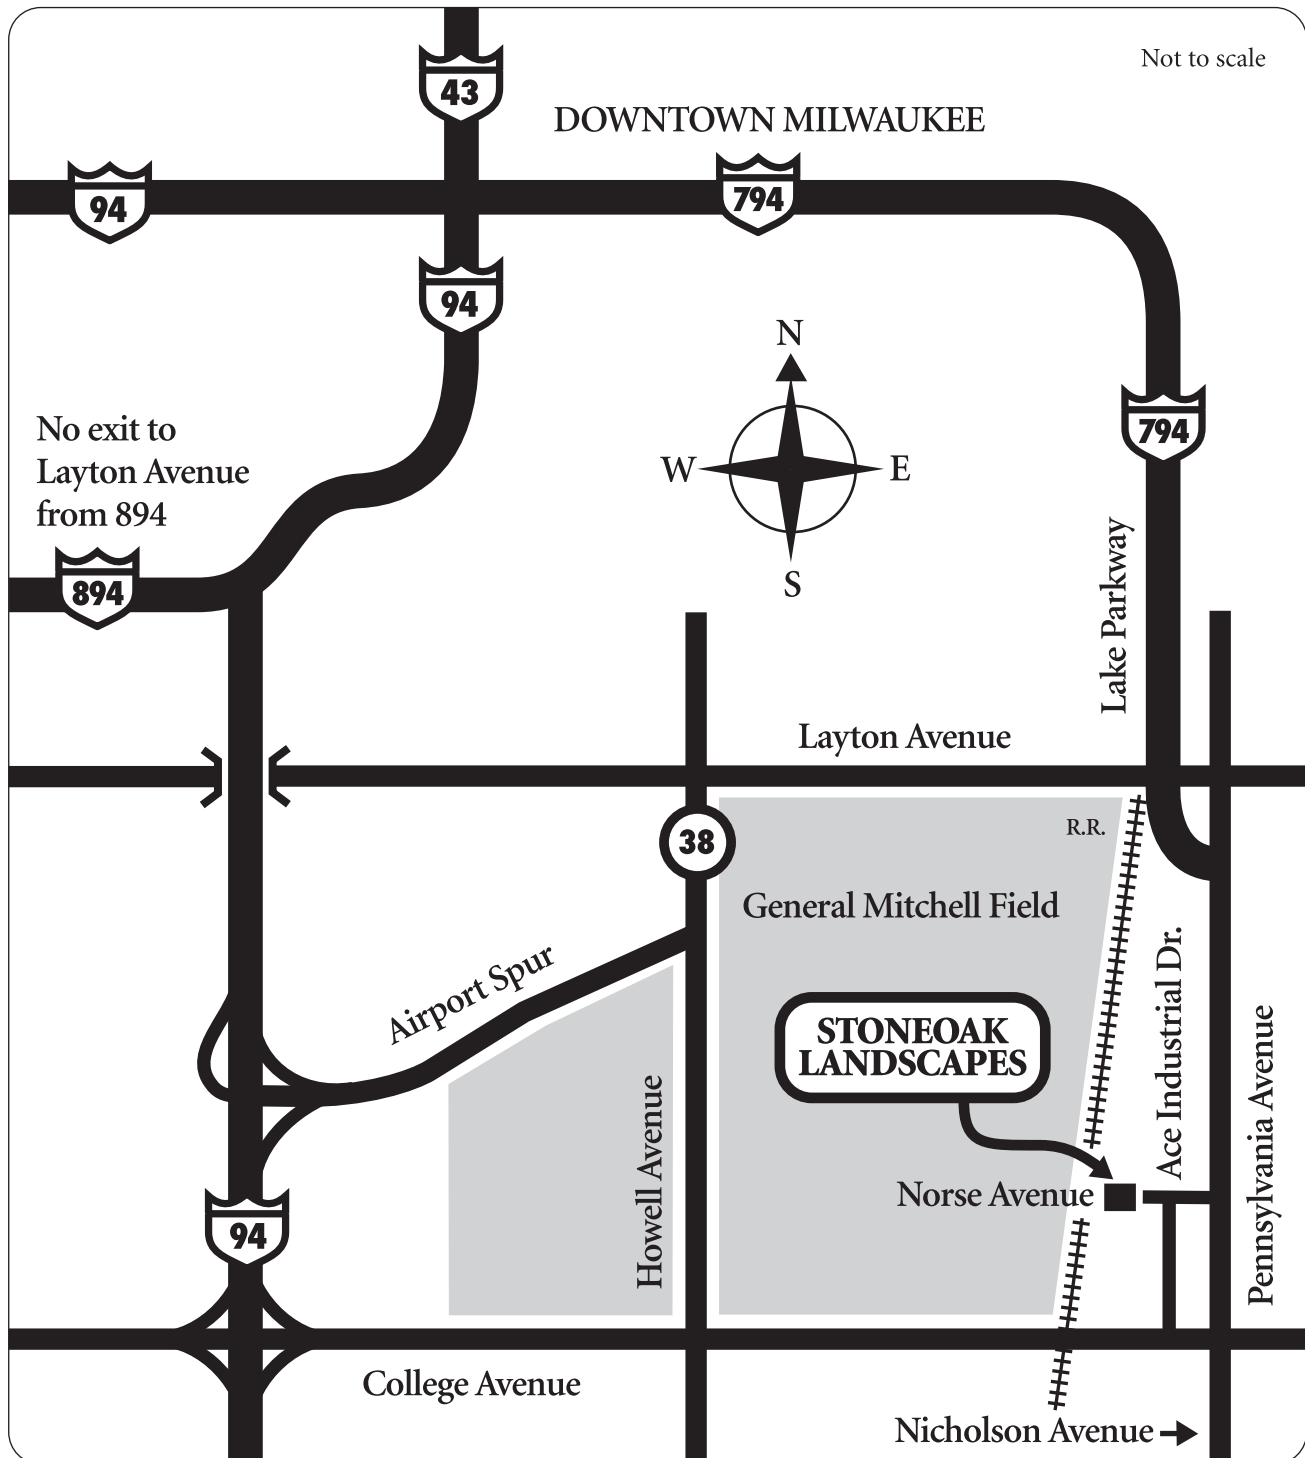 43
Not to scale
DOWNTOWN MILWAUKEE
94
794
94
N
W
E
S
794
No exit to
Layton Avenue
from 894
894
Lake Parkway
Layton Avenue
38
R.R.
General Mitchell Field
Airport Spur
STONEOAK
LANDSCAPES
Ace Industrial Dr.
Howell Avenue
Pennsylvania Avenue
Norse Avenue
94
College Avenue
Nicholson Avenue